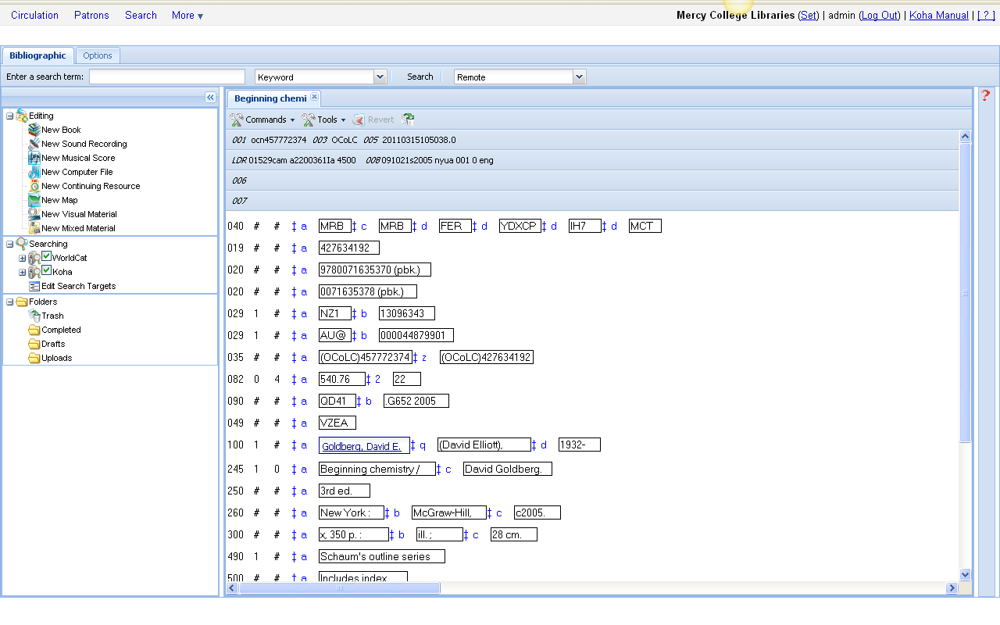 Circulation Patrons Search More ▼ Mercy College Libraries (Set) | admin (Log Out) | Koha Manual | [ ? ]
Bibliographic Options
Enter a search term: Keyword Search Remote
Editing
New Book
New Sound Recording
New Musical Score
New Computer File
New Continuing Resource
New Map
New Visual Material
New Mixed Material
Searching
WorldCat
Koha
Edit Search Targets
Folders
Trash
Completed
Drafts
Uploads
Beginning chemi
Commands Tools Revert
001 ocn457772374 003 OCoLC 005 20110315105038.0
LDR 01529cam a2200361Ia 4500 008 091021s2005 nyua 001 0 eng
006
007
040 # # ‡ a MRB ‡ c MRB ‡ d FER ‡ d YDXCP ‡ d IH7 ‡ d MCT
019 # # ‡ a 427634192
020 # # ‡ a 9780071635370 (pbk.)
020 # # ‡ a 0071635378 (pbk.)
029 1 # ‡ a NZ1 ‡ b 13096343
029 1 # ‡ a AU@ ‡ b 000044879901
035 # # ‡ a (OCoLC)457772374 ‡ z (OCoLC)427634192
082 0 4 ‡ a 540.76 ‡ 2 22
090 # # ‡ a QD41 ‡ b .G652 2005
049 # # ‡ a VZEA
100 1 # ‡ a Goldberg, David E. ‡ q (David Elliott), ‡ d 1932-
245 1 0 ‡ a Beginning chemistry / ‡ c David Goldberg.
250 # # ‡ a 3rd ed.
260 # # ‡ a New York : ‡ b McGraw-Hill, ‡ c c2005.
300 # # ‡ a x, 350 p. : ‡ b ill. ; ‡ c 28 cm.
490 1 # ‡ a Schaum's outline series
500 # # ‡ a Includes index